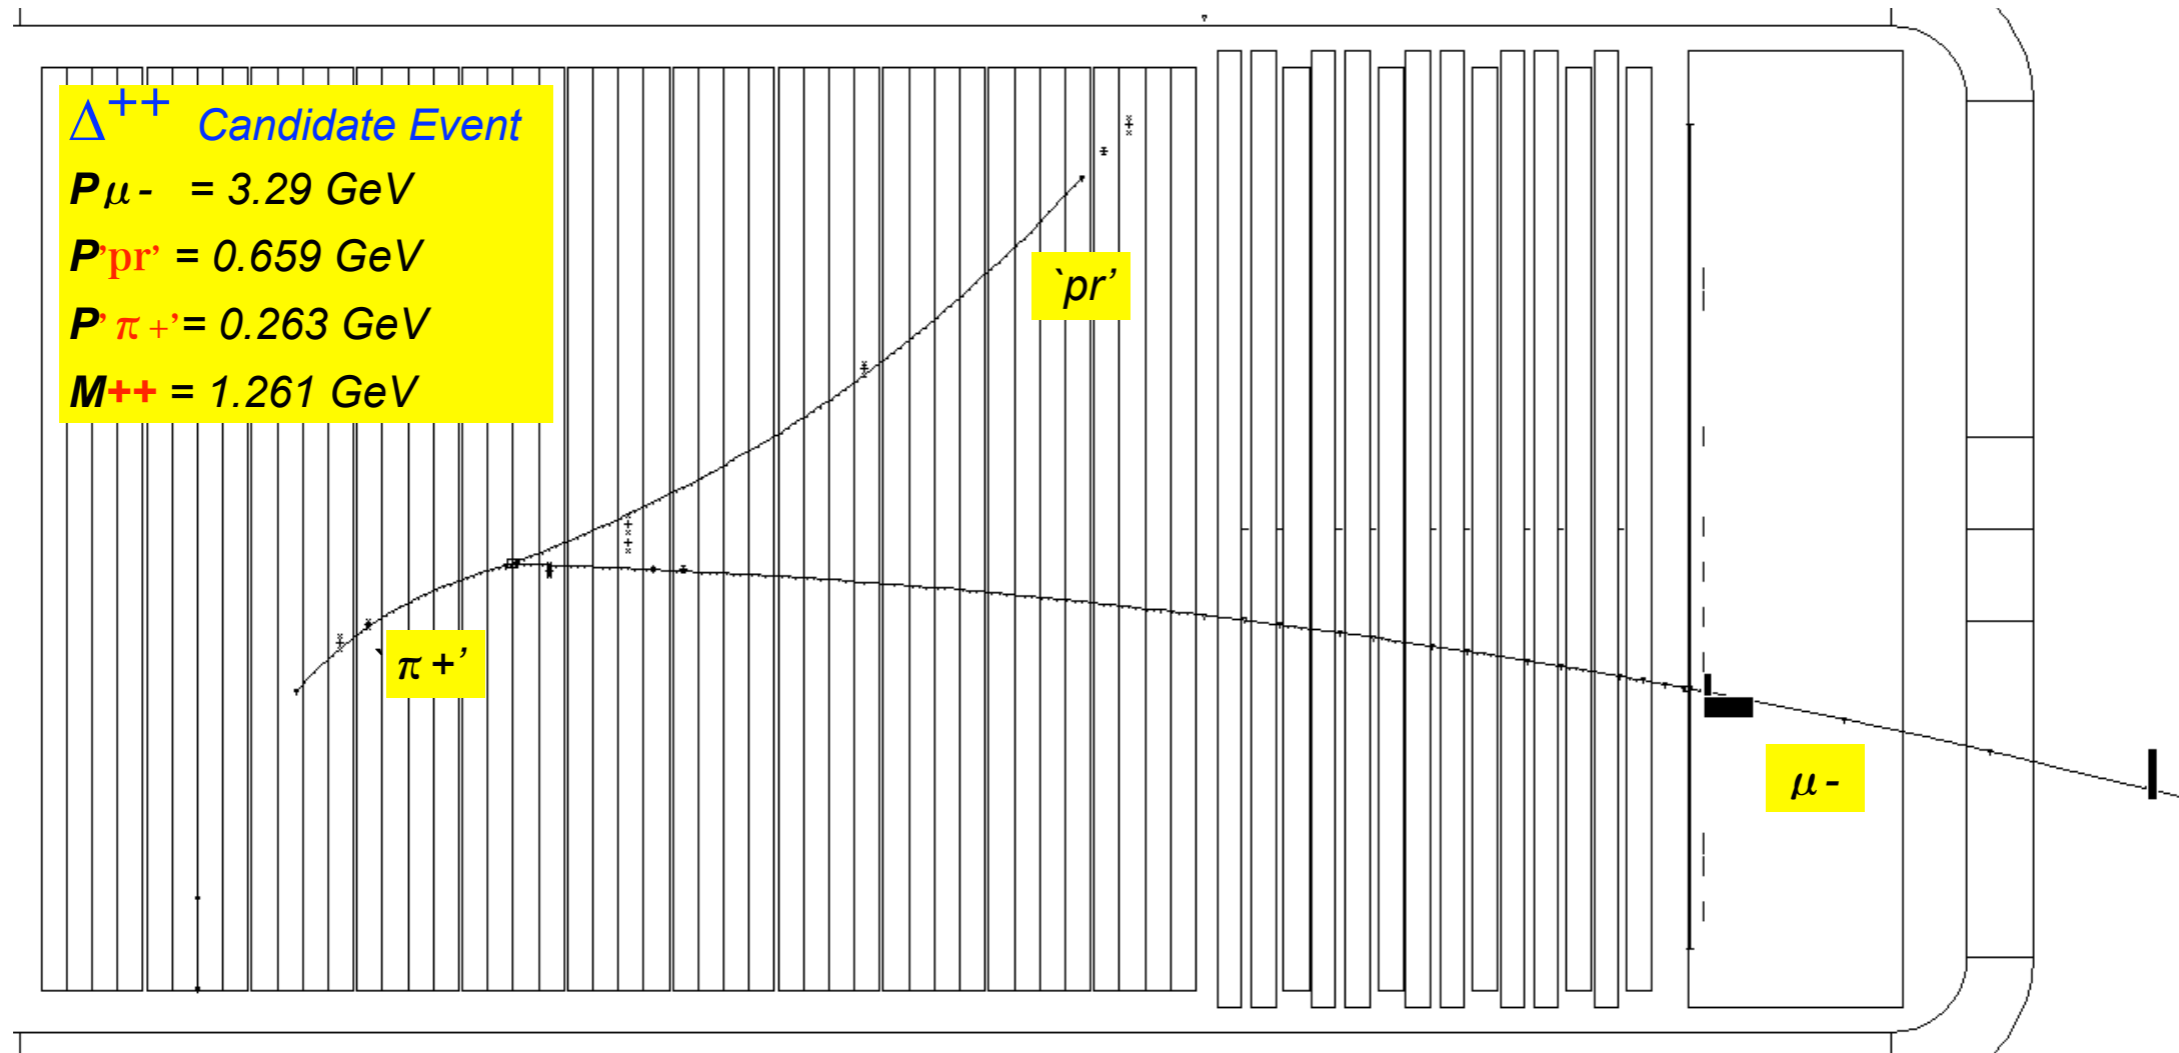 Δ++ Candidate Event
Pμ- = 3.29 GeV
P'pr' = 0.659 GeV
P'π+'= 0.263 GeV
M++ = 1.261 GeV
`pr'
`π+'
μ-